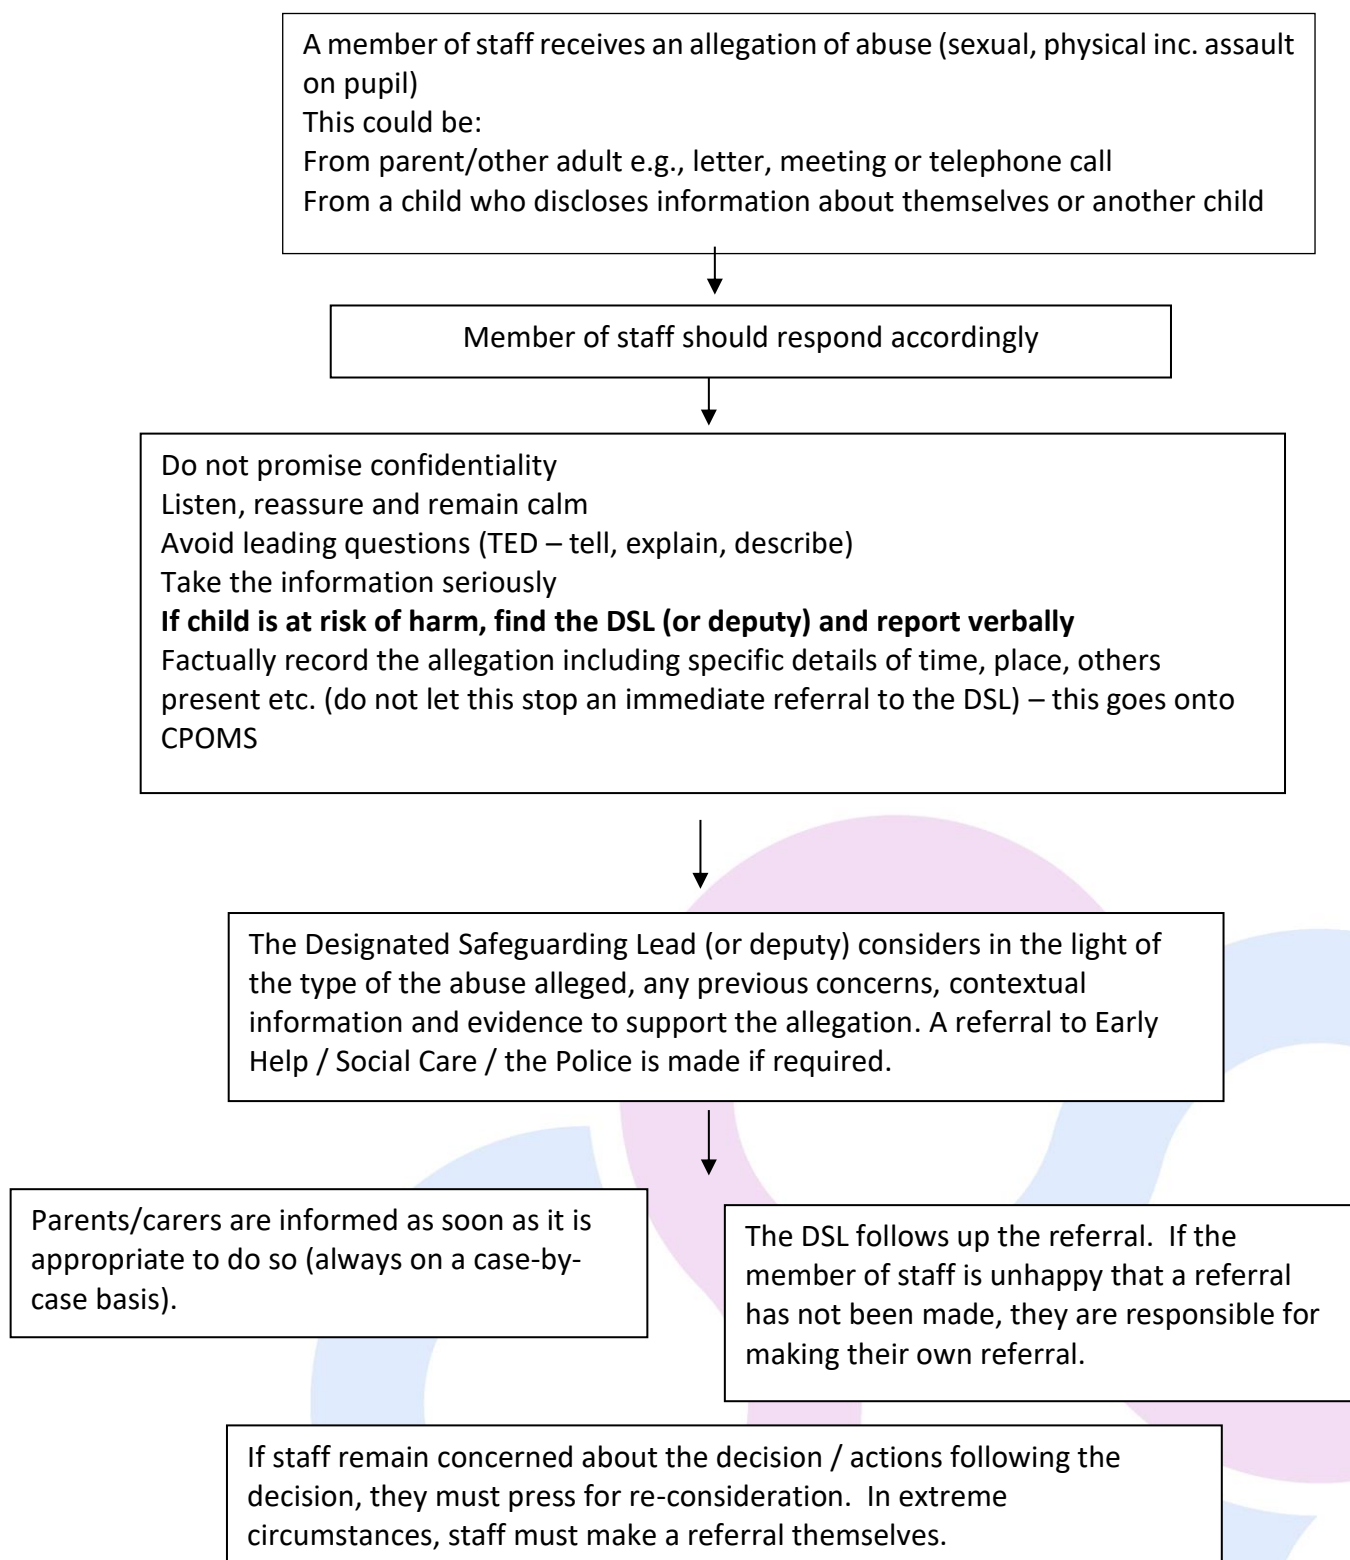 A member of staff receives an allegation of abuse (sexual, physical inc. assault
on pupil)
This could be:
From parent/other adult e.g., letter, meeting or telephone call
From a child who discloses information about themselves or another child
Member of staff should respond accordingly
Do not promise confidentiality
Listen, reassure and remain calm
Avoid leading questions (TED – tell, explain, describe)
Take the information seriously
If child is at risk of harm, find the DSL (or deputy) and report verbally
Factually record the allegation including specific details of time, place, others
present etc. (do not let this stop an immediate referral to the DSL) – this goes onto
CPOMS
The Designated Safeguarding Lead (or deputy) considers in the light of
the type of the abuse alleged, any previous concerns, contextual
information and evidence to support the allegation. A referral to Early
Help / Social Care / the Police is made if required.
Parents/carers are informed as soon as it is
appropriate to do so (always on a case-by-
case basis).
The DSL follows up the referral.  If the
member of staff is unhappy that a referral
has not been made, they are responsible for
making their own referral.
If staff remain concerned about the decision / actions following the
decision, they must press for re-consideration.  In extreme
circumstances, staff must make a referral themselves.